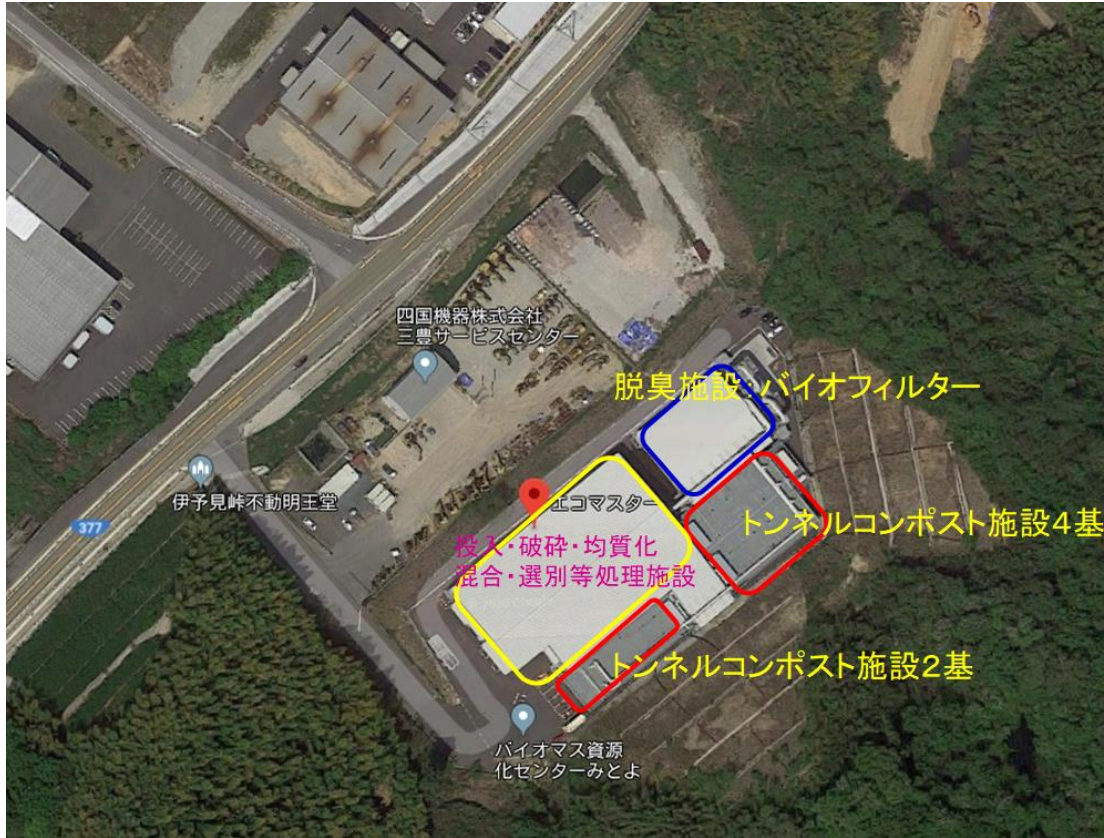 四国機器株式会社
三豊サービスセンター
脱臭施設・バイオフィルター
伊予見峠不動明王堂
エコマスター
トンネルコンポスト施設4基
377
投入・破砕・均質化
混合・選別等処理施設
トンネルコンポスト施設2基
バイオマス資源
化センターみとよ